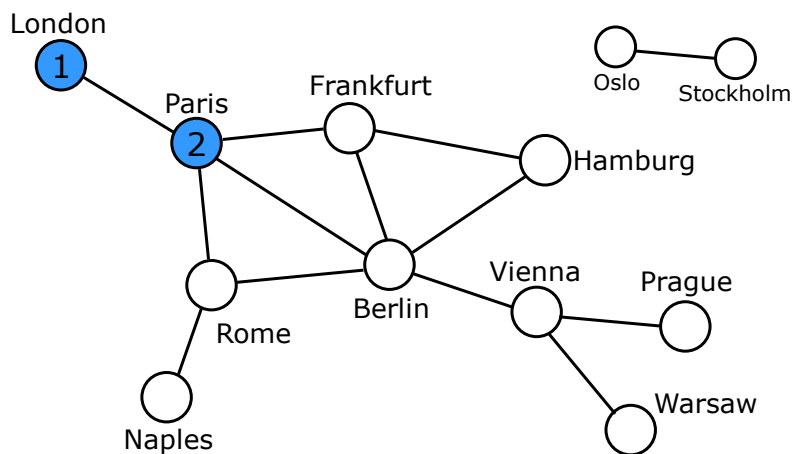 London
1
Paris
2
Frankfurt
Oslo
Stockholm
Hamburg
Rome
Berlin
Vienna
Prague
Naples
Warsaw